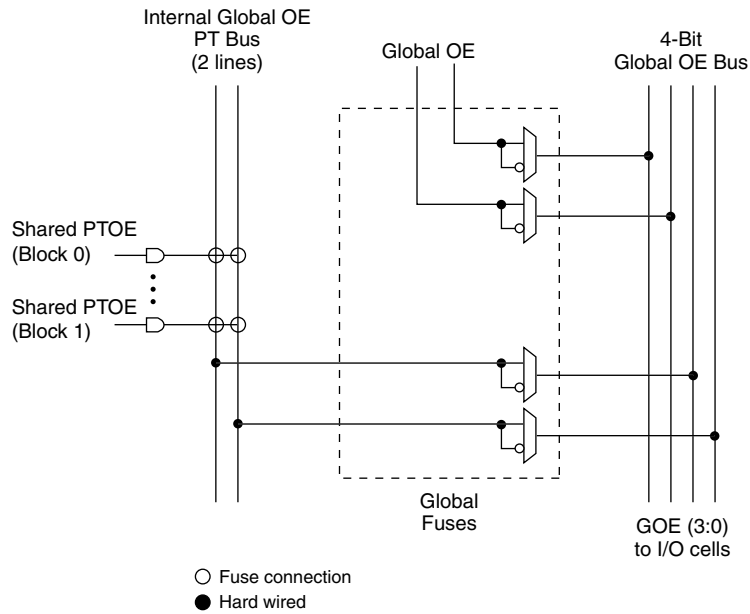 Internal Global OE
PT Bus
(2 lines)
Global OE
4-Bit
Global OE Bus
Shared PTOE
(Block 0)
Shared PTOE
(Block 1)
Global
Fuses
GOE (3:0)
to I/O cells
Fuse connection
Hard wired